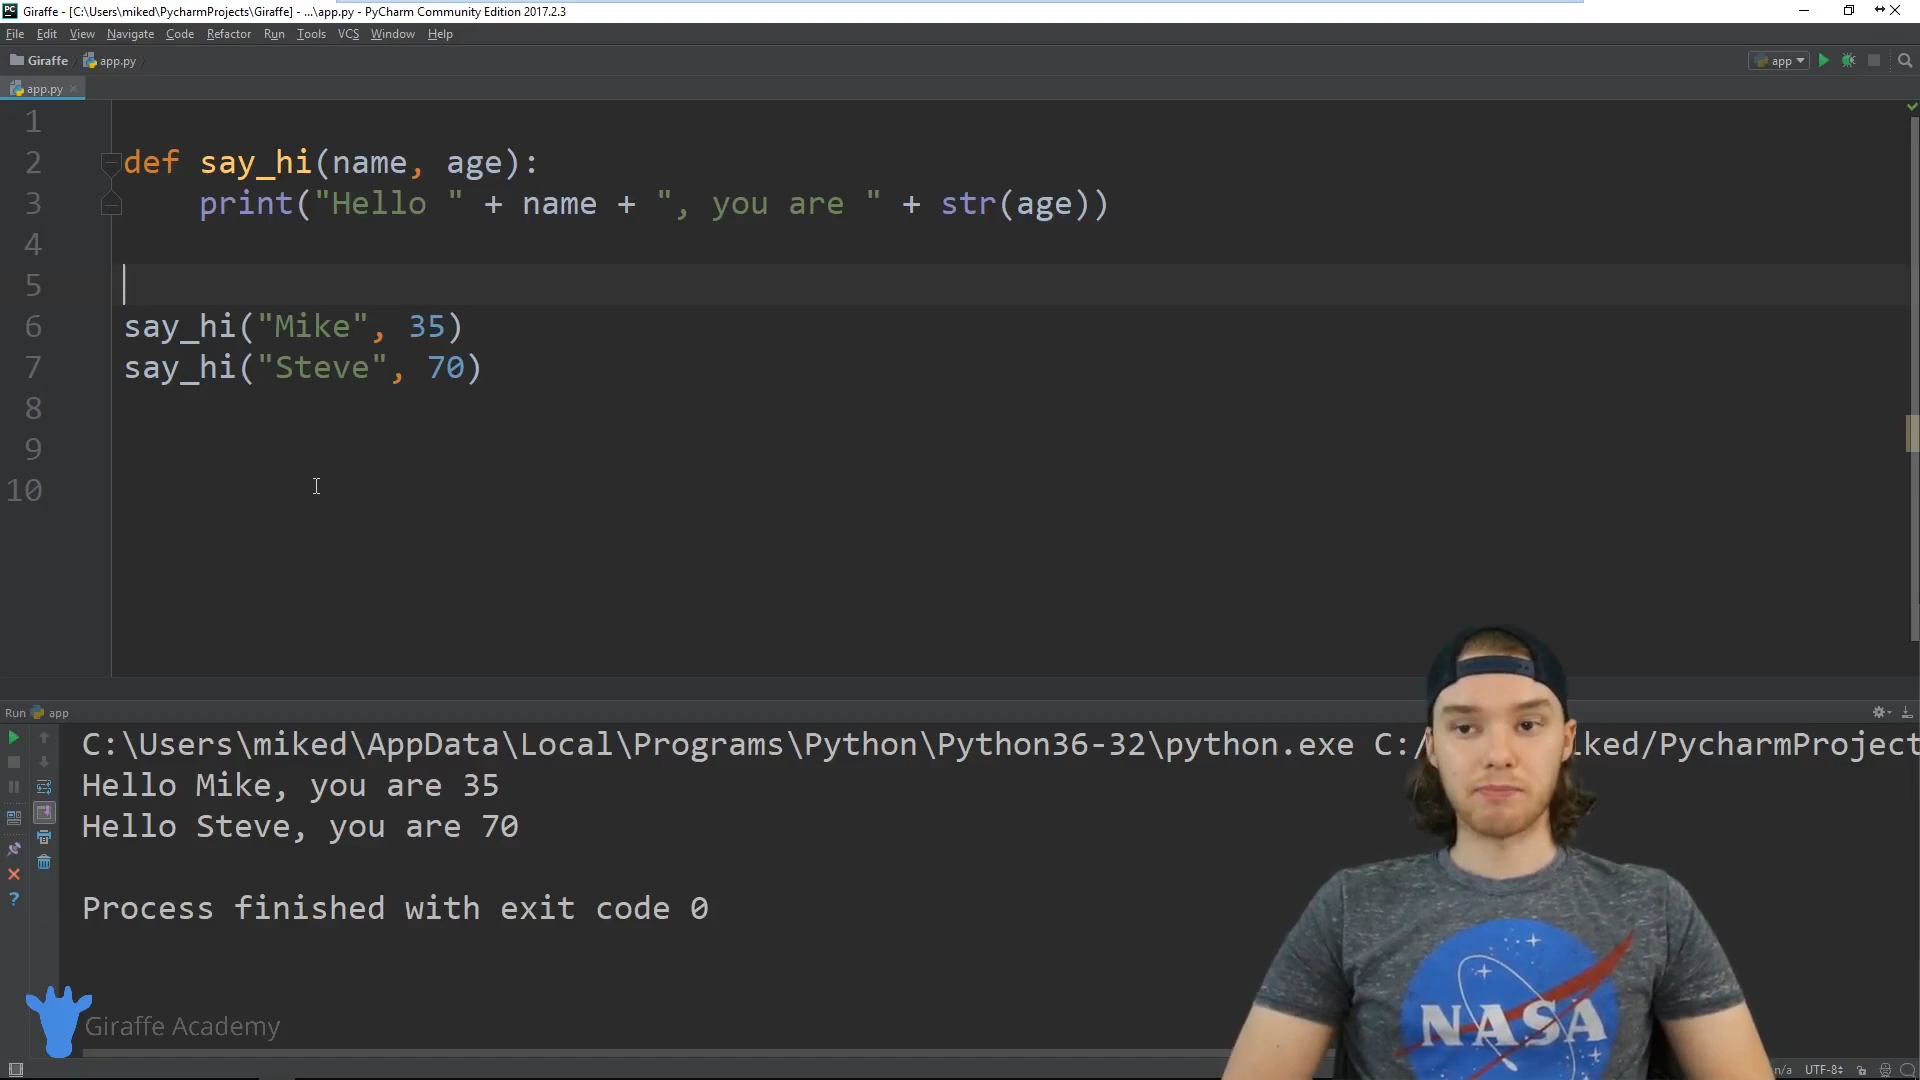 Giraffe - [C:\Users\miked\PycharmProjects\Giraffe] - ...\app.py - PyCharm Community Edition 2017.2.3
File Edit View Navigate Code Refactor Run Tools VCS Window Help
Giraffe app.py app
app.py
1
2 def say_hi(name, age):
3 print("Hello " + name + ", you are " + str(age))
4
5
6 say_hi("Mike", 35)
7 say_hi("Steve", 70)
8
9
10
Run app
C:\Users\miked\AppData\Local\Programs\Python\Python36-32\python.exe C:/ iked/PycharmProject
Hello Mike, you are 35
Hello Steve, you are 70
Process finished with exit code 0
NASA
Giraffe Academy
n/a UTF-8